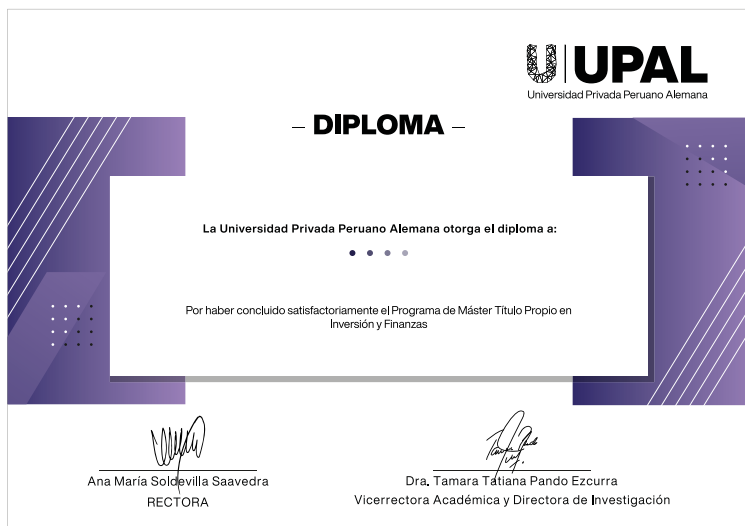 UPAL
Universidad Privada Peruano Alemana
– DIPLOMA –
La Universidad Privada Peruano Alemana otorga el diploma a:
Por haber concluido satisfactoriamente el Programa de Máster Título Propio en
Inversión y Finanzas
Ana María Soldevilla Saavedra
RECTORA
Dra. Tamara Tatiana Pando Ezcurra
Vicerrectora Académica y Directora de Investigación